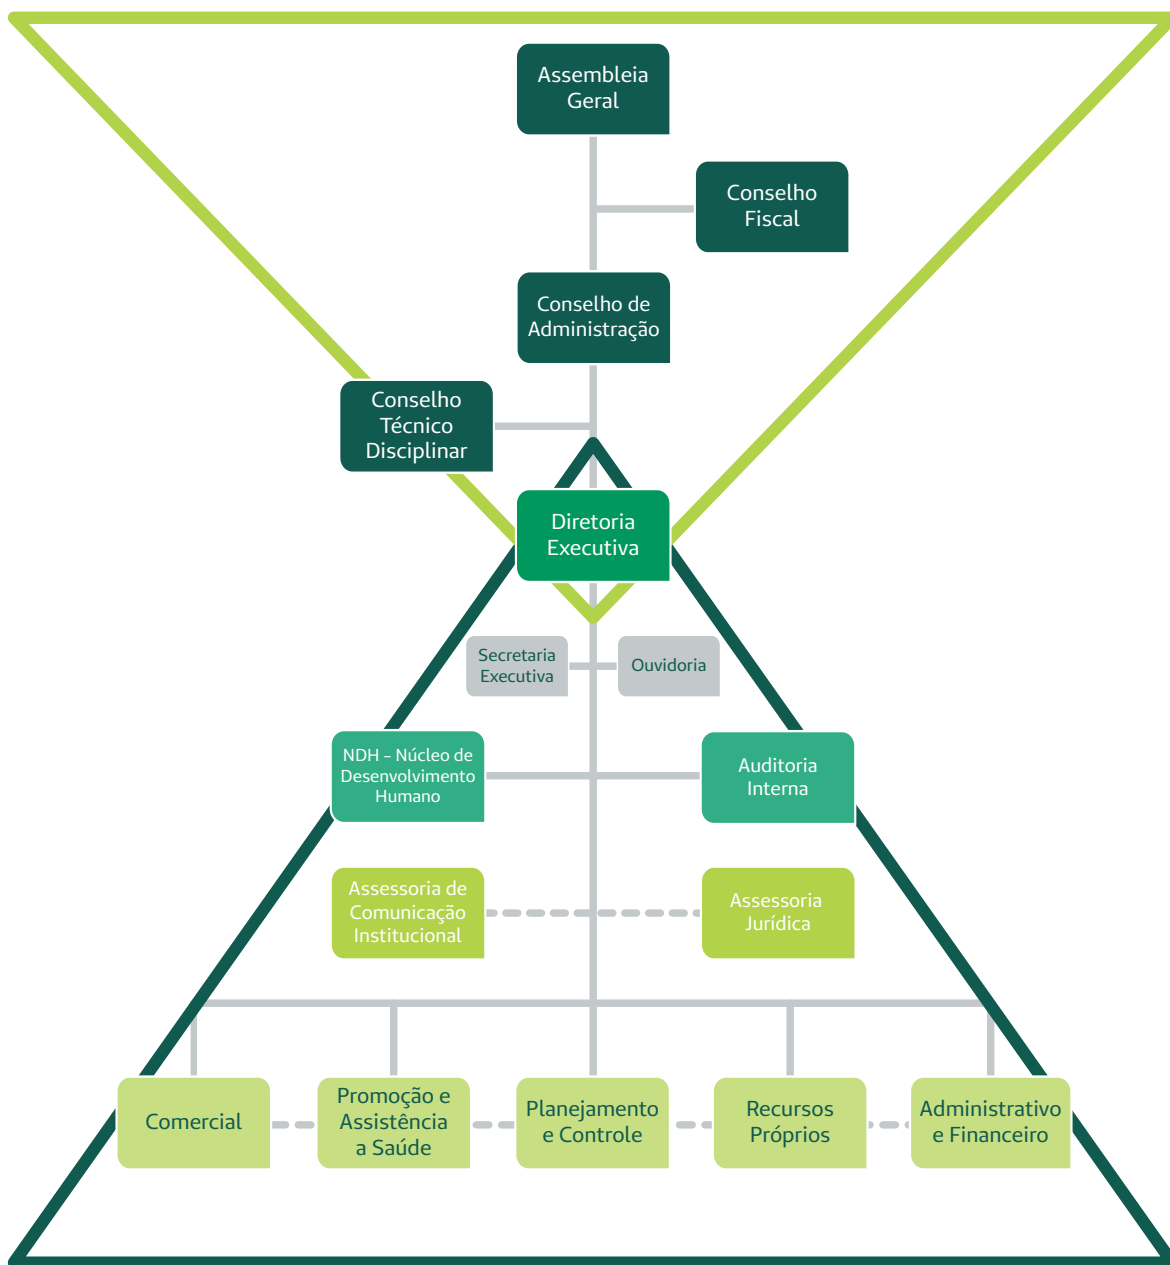 Assembleia
Geral
Conselho
Fiscal
Conselho de
Administração
Conselho
Técnico
Disciplinar
Diretoria
Executiva
Secretaria
Executiva
Ouvidoria
NDH – Núcleo de
Desenvolvimento
Humano
Auditoria
Interna
Assessoria de
Comunicação
Institucional
Assessoria
Jurídica
Comercial
Promoção e
Assistência
a Saúde
Planejamento
e Controle
Recursos
Próprios
Administrativo
e Financeiro